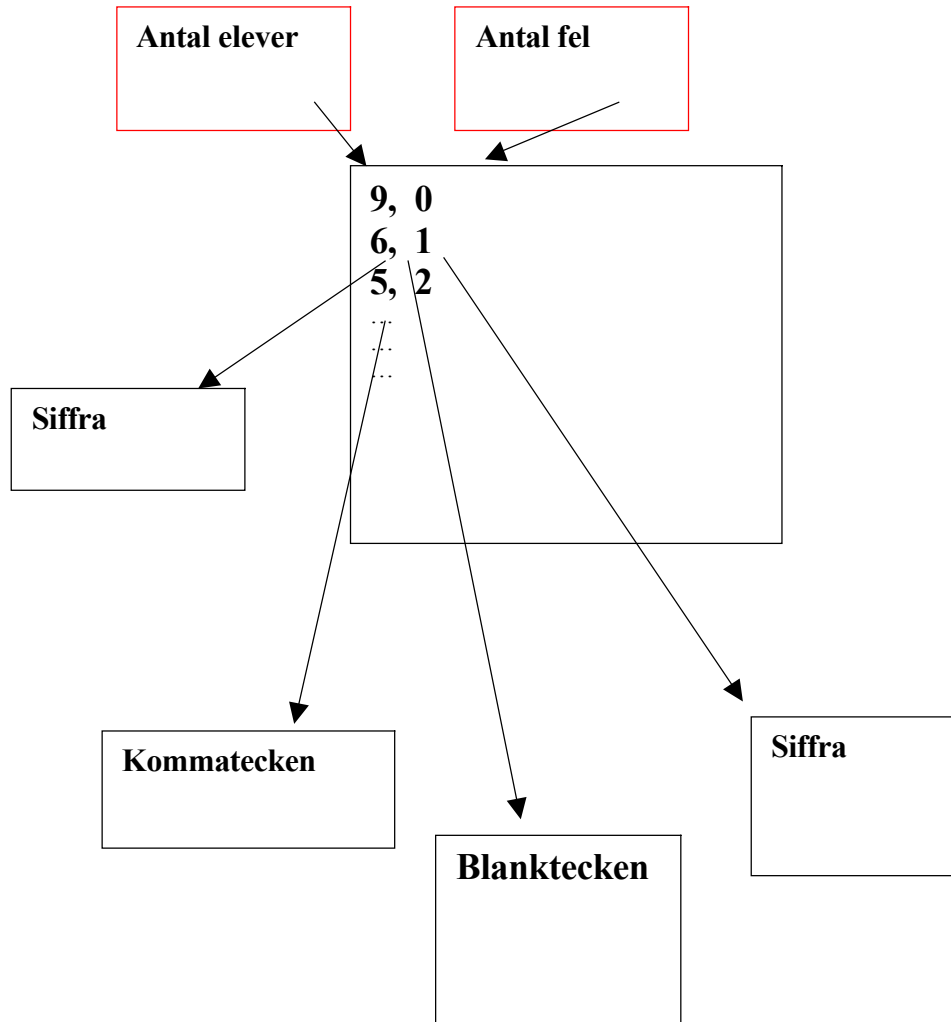 Antal elever
Antal fel
9, 0
6, 1
5, 2
...
...
...
Siffra
Kommatecken
Siffra
Blanktecken